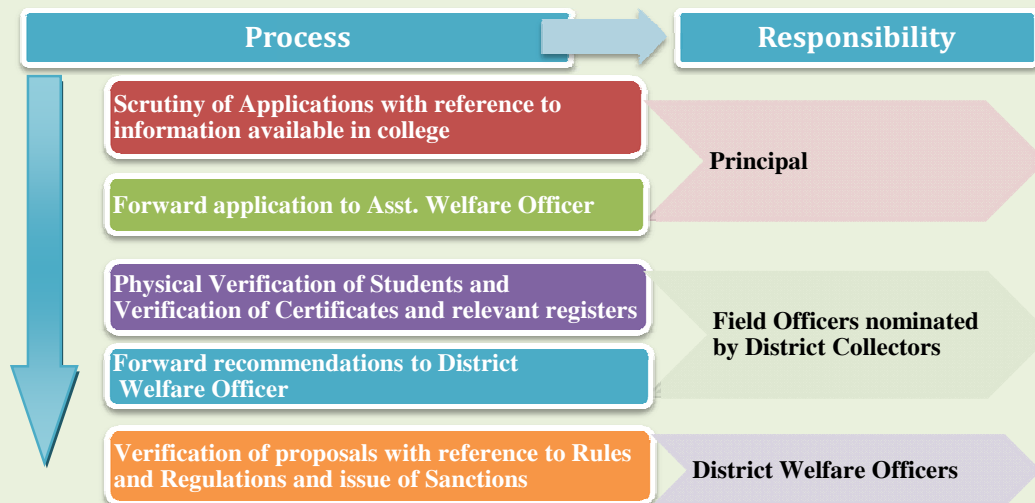 Process
Responsibility
Scrutiny of Applications with reference to
information available in college
Forward application to Asst. Welfare Officer
Principal
Physical Verification of Students and
Verification of Certificates and relevant registers
Forward recommendations to District
Welfare Officer
Field Officers nominated
by District Collectors
Verification of proposals with reference to Rules
and Regulations and issue of Sanctions
District Welfare Officers